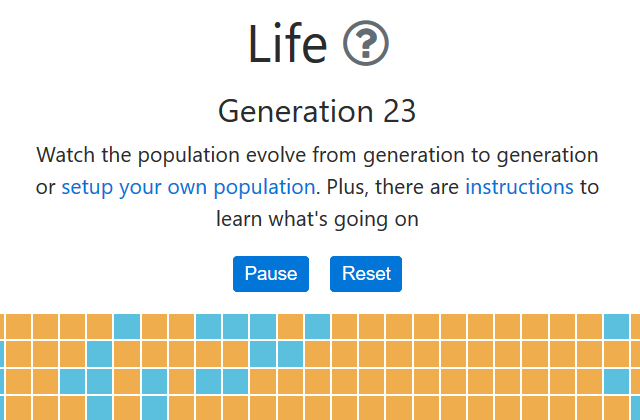 Life ?
Generation 23
Watch the population evolve from generation to generation
or setup your own population. Plus, there are instructions to
learn what's going on
Pause Reset